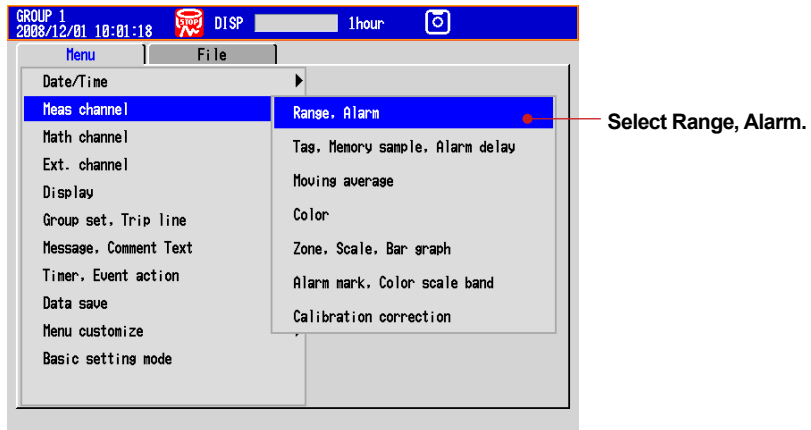 GROUP 1
2008/12/01 10:01:18
STOP
DISP
1hour
Menu
File
Date/Time
Meas channel
Math channel
Ext. channel
Display
Group set, Trip line
Message, Comment Text
Timer, Event action
Data save
Menu customize
Basic setting mode
Range, Alarm
Tag, Memory sample, Alarm delay
Moving average
Color
Zone, Scale, Bar graph
Alarm mark, Color scale band
Calibration correction
Select Range, Alarm.